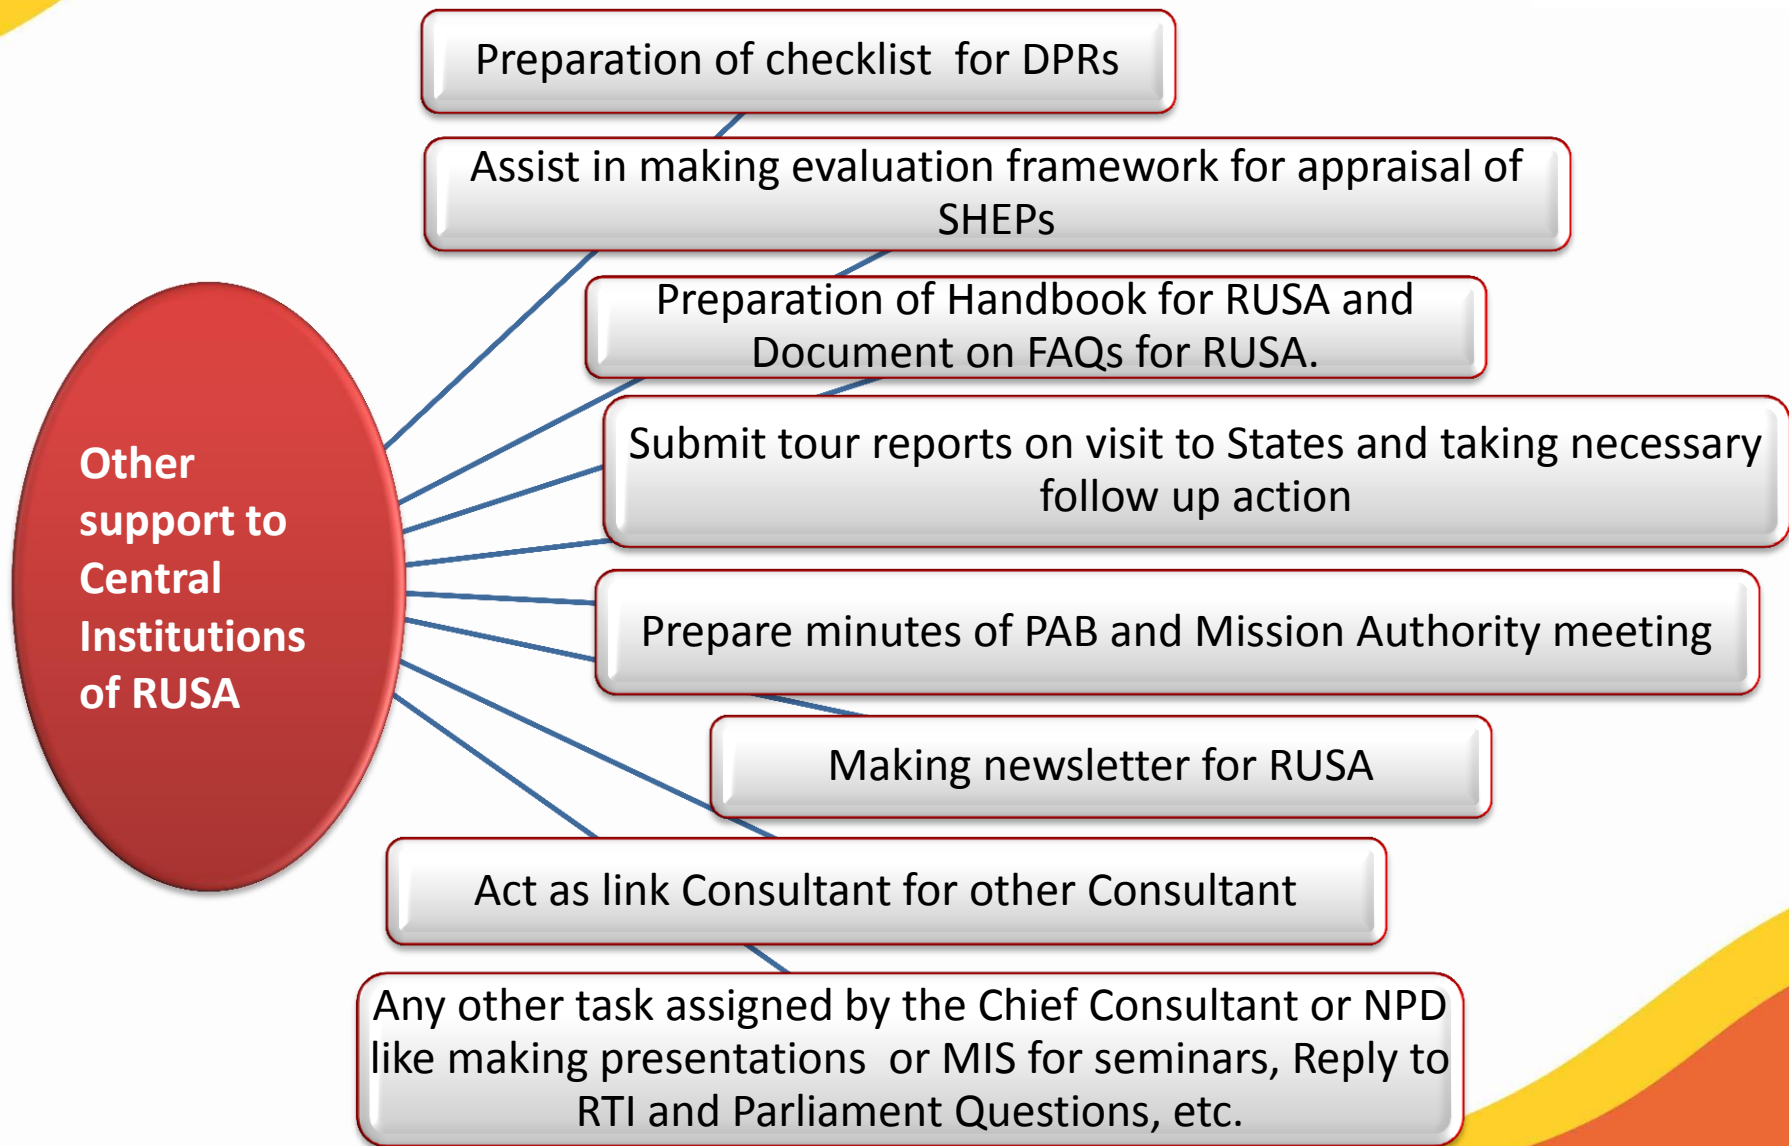 Preparation of checklist for DPRs
Assist in making evaluation framework for appraisal of
SHEPs
Preparation of Handbook for RUSA and
Document on FAQs for RUSA.
Other
support to
Central
Institutions
of RUSA
Submit tour reports on visit to States and taking necessary
follow up action
Prepare minutes of PAB and Mission Authority meeting
Making newsletter for RUSA
Act as link Consultant for other Consultant
Any other task assigned by the Chief Consultant or NPD
like making presentations or MIS for seminars, Reply to
RTI and Parliament Questions, etc.